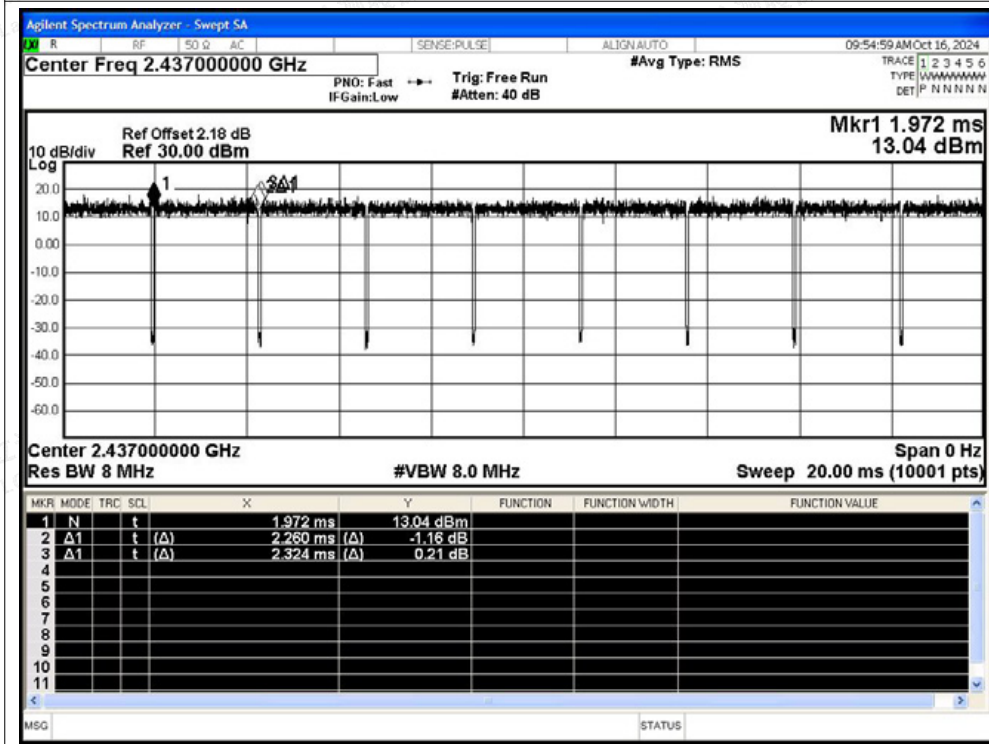 Agilent Spectrum Analyzer - Swept SA
R RF 50 Ω AC SENSE:PULSE ALIGN AUTO 09:54:59 AM Oct 16, 2024
Center Freq 2.437000000 GHz #Avg Type: RMS TRACE 1 2 3 4 5 6
PNO: Fast Trig: Free Run TYPE WWWWWW
IFGain:Low #Atten: 40 dB DET P N N N N N
Mkr1 1.972 ms
Ref Offset 2.18 dB
10 dB/div Ref 30.00 dBm 13.04 dBm
Log
1 3Δ1
20.0
10.0
0.00
-10.0
-20.0
-30.0
-40.0
-50.0
-60.0
Center 2.437000000 GHz Span 0 Hz
Res BW 8 MHz #VBW 8.0 MHz Sweep 20.00 ms (10001 pts)
MKR MODE TRC SCL X Y FUNCTION FUNCTION WIDTH FUNCTION VALUE
1 N t 1.972 ms 13.04 dBm
2 Δ1 t (Δ) 2.260 ms (Δ) -1.16 dB
3 Δ1 t (Δ) 2.324 ms (Δ) 0.21 dB
4
5
6
7
8
9
10
11
MSG STATUS